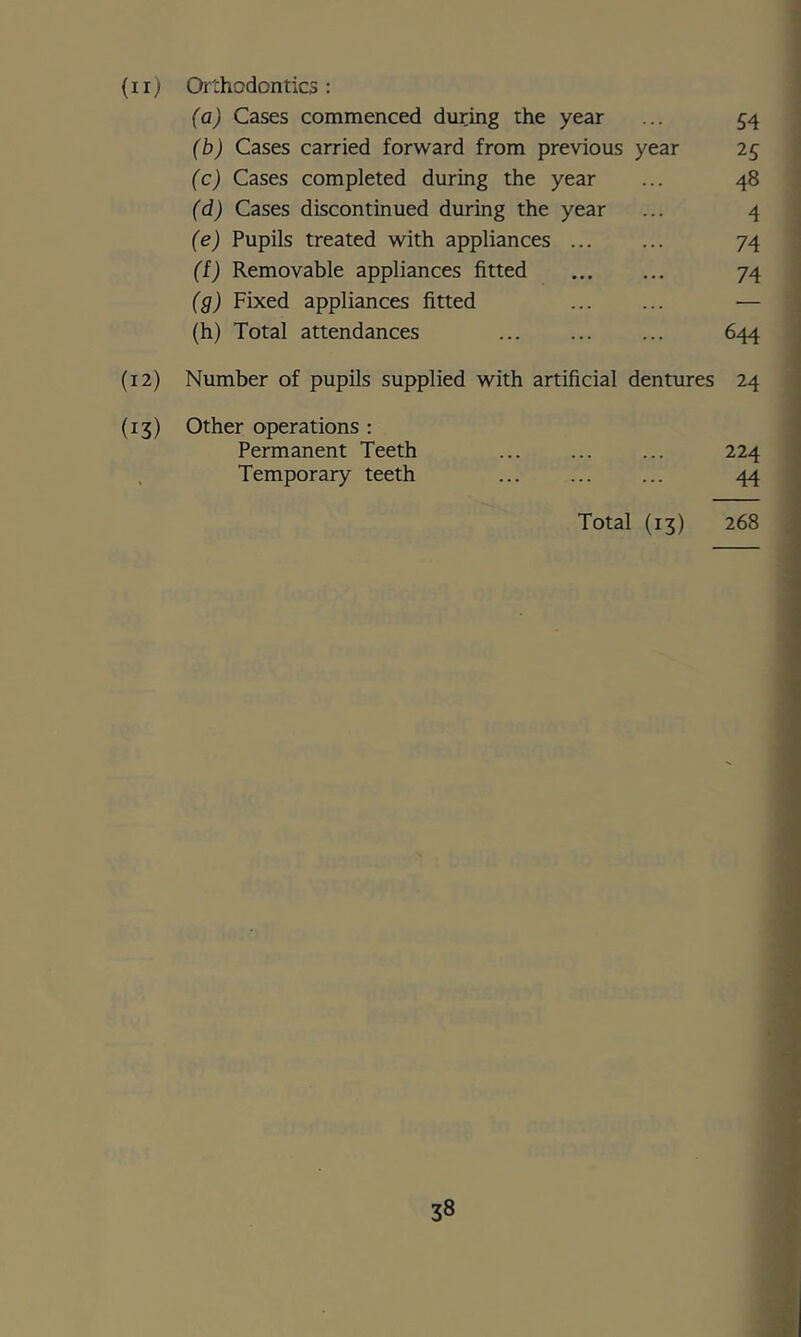 (11) Orthodontics :
(a) Cases commenced during the year ... 54
(b) Cases carried forward from previous year 25
(c) Cases completed during the year ... 48
(d) Cases discontinued during the year ... 4
(e) Pupils treated with appliances ... ... 74
(f) Removable appliances fitted ... ... 74
(g) Fixed appliances fitted ... ... —
(h) Total attendances ... ... ... 644
(12) Number of pupils supplied with artificial dentures 24
(13) Other operations :
Permanent Teeth ... ... ... 224
Temporary teeth ... ... ... 44
Total (13) 268
38